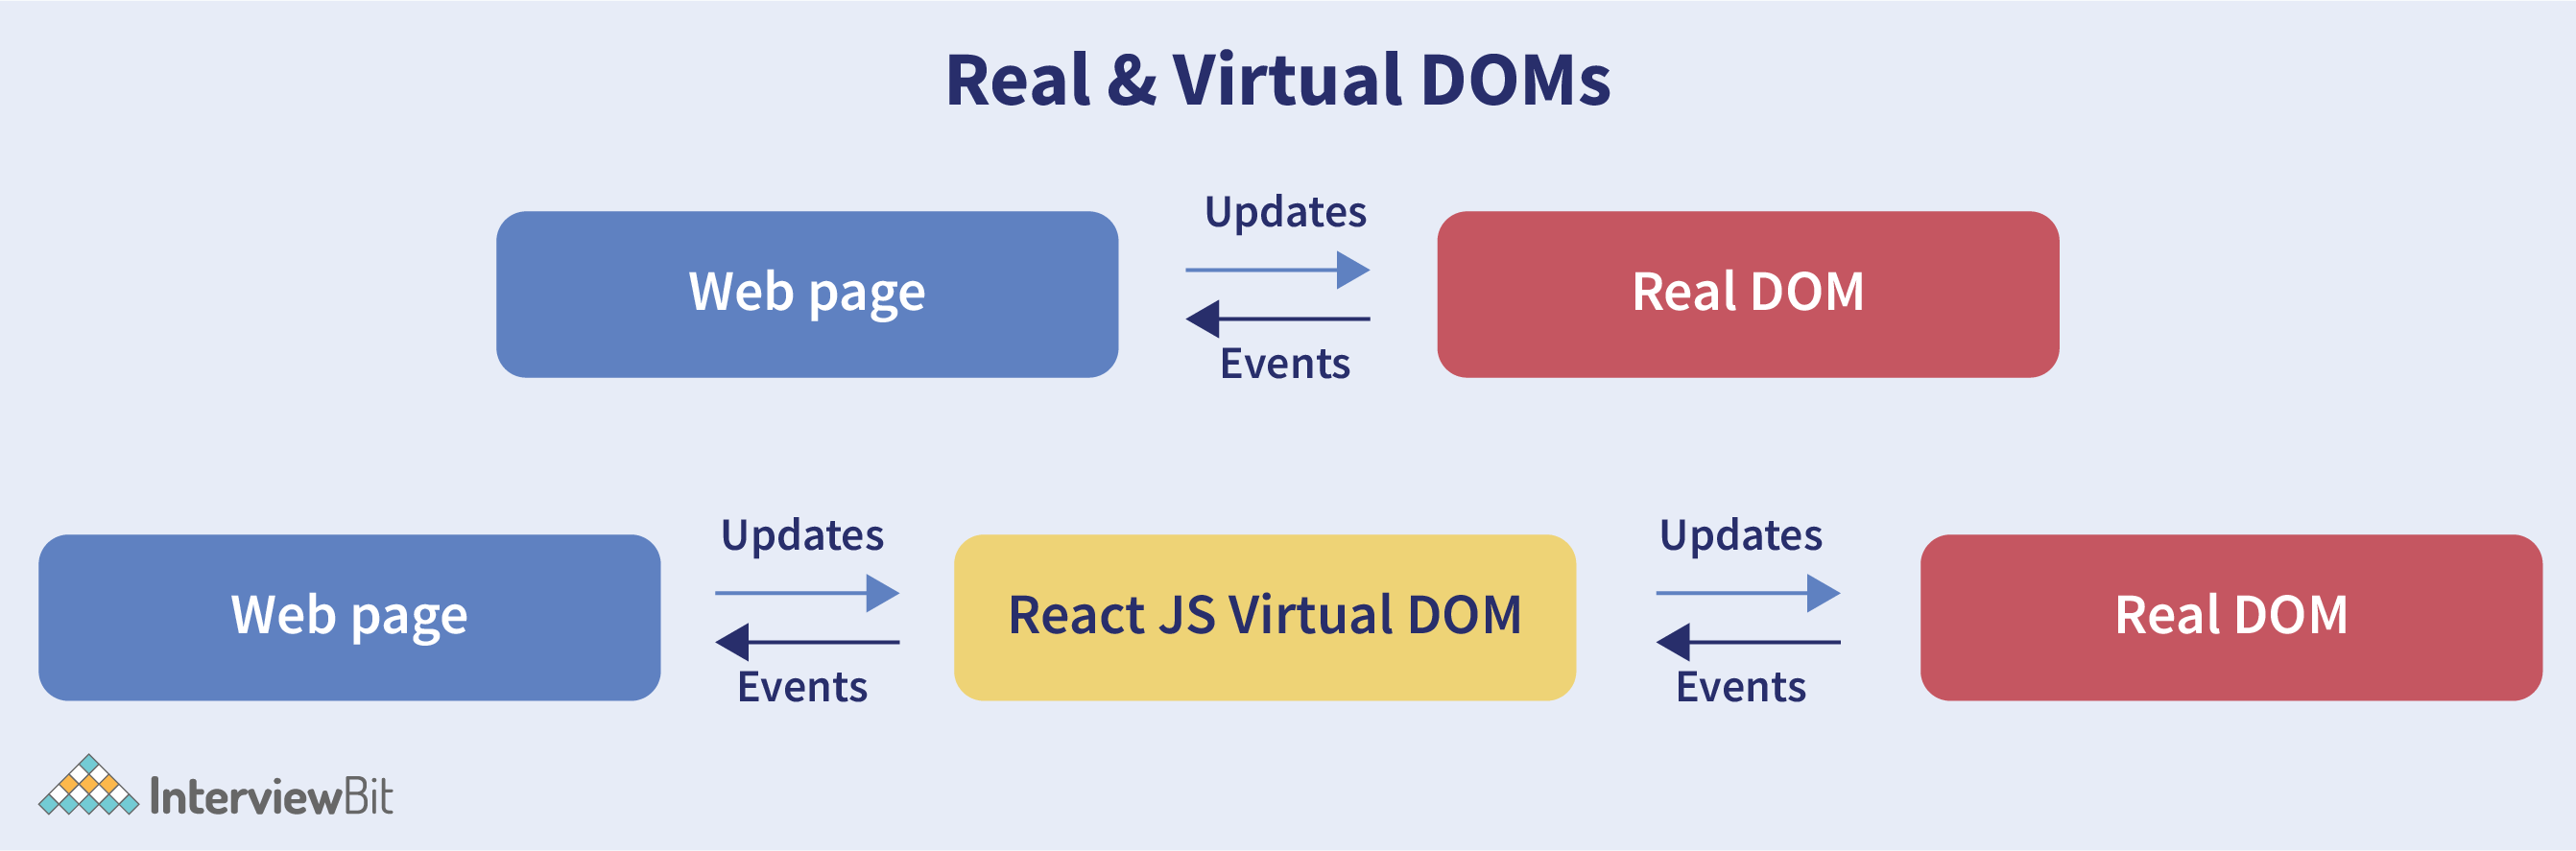 Real & Virtual DOMs
Updates
Web page
Real DOM
Events
Updates
Updates
Web page
React JS Virtual DOM
Real DOM
Events
Events
InterviewBit